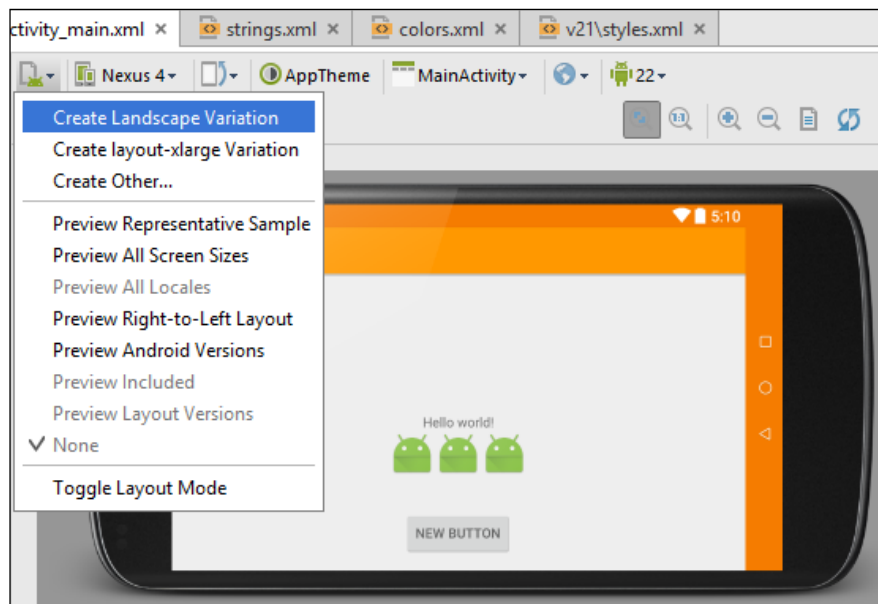 ctivity_main.xml × strings.xml × colors.xml × v21\styles.xml ×
Nexus 4 AppTheme MainActivity 22
1:1
Create Landscape Variation
Create layout-xlarge Variation
Create Other...
Preview Representative Sample
Preview All Screen Sizes
Preview All Locales
Preview Right-to-Left Layout
Preview Android Versions
Preview Included
Preview Layout Versions
None
Toggle Layout Mode
5:10
Hello world!
NEW BUTTON